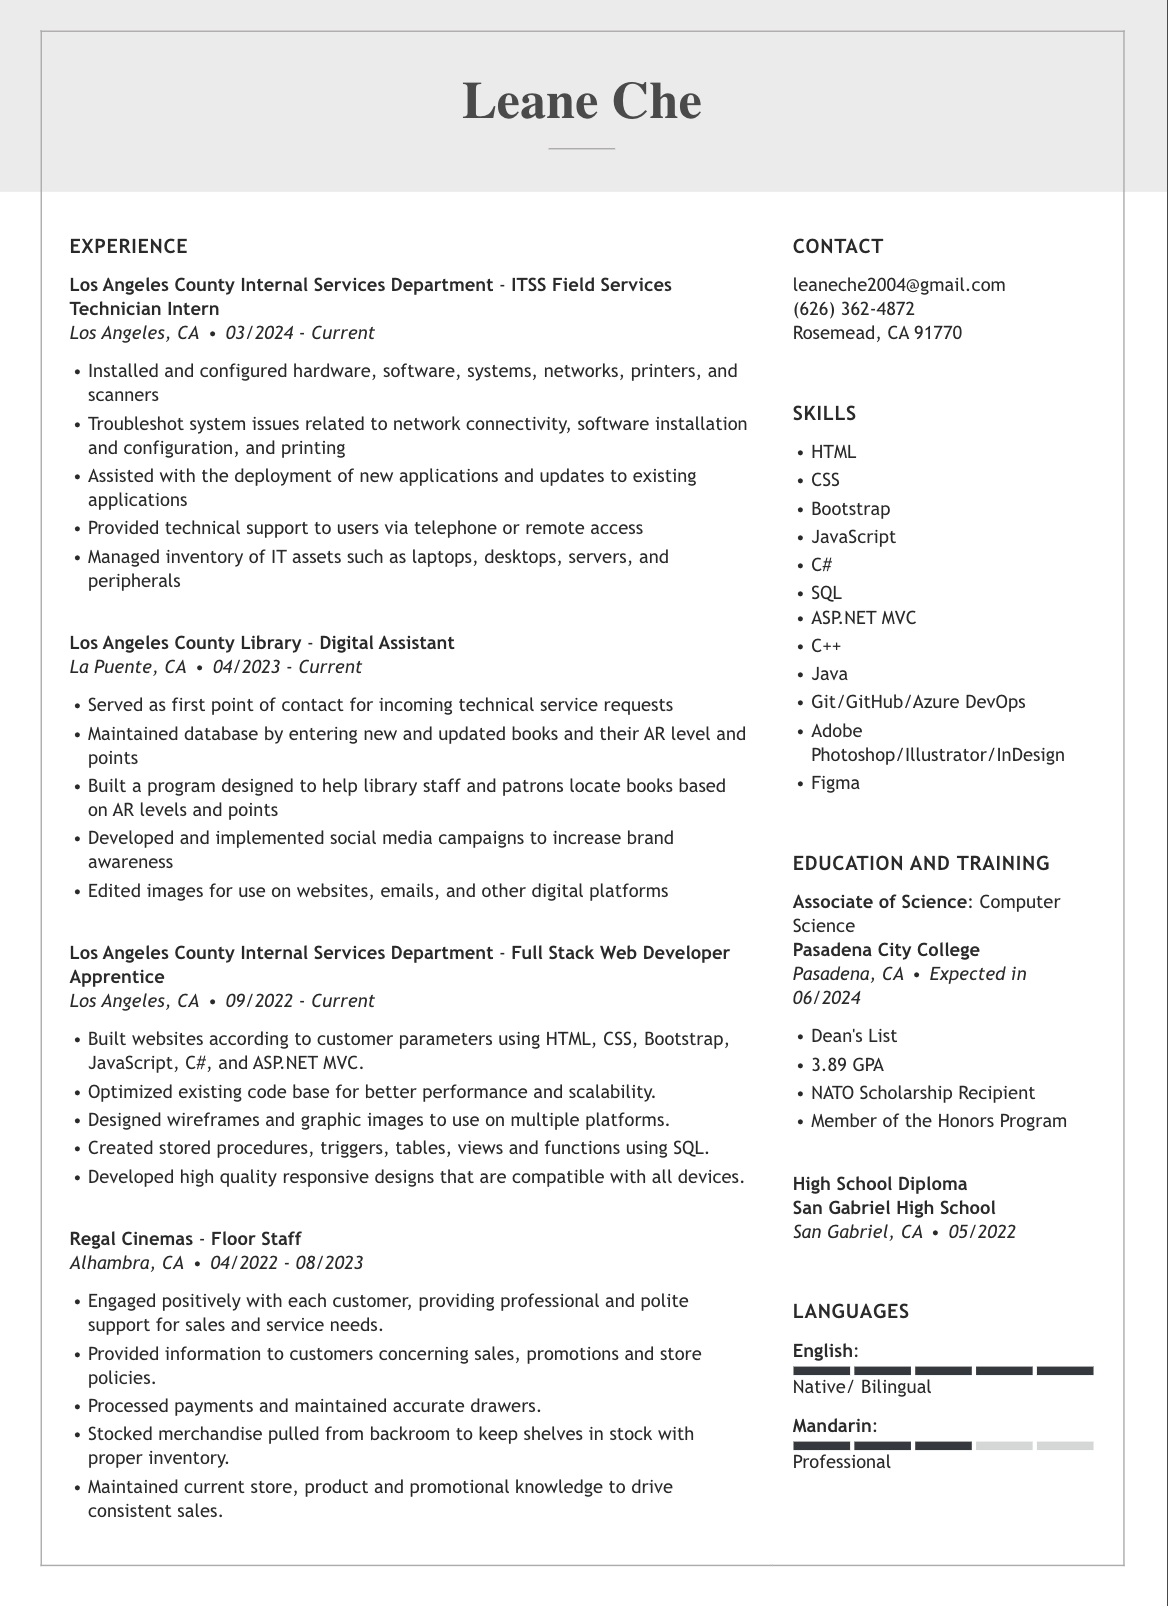 Leane Che
EXPERIENCE
Los Angeles County Internal Services Department - ITSS Field Services
Technician Intern
Los Angeles, CA • 03/2024 - Current
• Installed and configured hardware, software, systems, networks, printers, and
scanners
• Troubleshot system issues related to network connectivity, software installation
and configuration, and printing
• Assisted with the deployment of new applications and updates to existing
applications
• Provided technical support to users via telephone or remote access
• Managed inventory of IT assets such as laptops, desktops, servers, and
peripherals
Los Angeles County Library - Digital Assistant
La Puente, CA • 04/2023 - Current
• Served as first point of contact for incoming technical service requests
• Maintained database by entering new and updated books and their AR level and
points
• Built a program designed to help library staff and patrons locate books based
on AR levels and points
• Developed and implemented social media campaigns to increase brand
awareness
• Edited images for use on websites, emails, and other digital platforms
Los Angeles County Internal Services Department - Full Stack Web Developer
Apprentice
Los Angeles, CA • 09/2022 - Current
• Built websites according to customer parameters using HTML, CSS, Bootstrap,
JavaScript, C#, and ASP.NET MVC.
• Optimized existing code base for better performance and scalability.
• Designed wireframes and graphic images to use on multiple platforms.
• Created stored procedures, triggers, tables, views and functions using SQL.
• Developed high quality responsive designs that are compatible with all devices.
Regal Cinemas - Floor Staff
Alhambra, CA • 04/2022 - 08/2023
• Engaged positively with each customer, providing professional and polite
support for sales and service needs.
• Provided information to customers concerning sales, promotions and store
policies.
• Processed payments and maintained accurate drawers.
• Stocked merchandise pulled from backroom to keep shelves in stock with
proper inventory.
• Maintained current store, product and promotional knowledge to drive
consistent sales.
CONTACT
leaneche2004@gmail.com
(626) 362-4872
Rosemead, CA 91770
SKILLS
• HTML
• CSS
• Bootstrap
• JavaScript
• C#
• SQL
• ASP.NET MVC
• C++
• Java
• Git/GitHub/Azure DevOps
• Adobe
Photoshop/Illustrator/InDesign
• Figma
EDUCATION AND TRAINING
Associate of Science: Computer
Science
Pasadena City College
Pasadena, CA • Expected in
06/2024
• Dean's List
• 3.89 GPA
• NATO Scholarship Recipient
• Member of the Honors Program
High School Diploma
San Gabriel High School
San Gabriel, CA • 05/2022
LANGUAGES
English:
Native/ Bilingual
Mandarin:
Professional